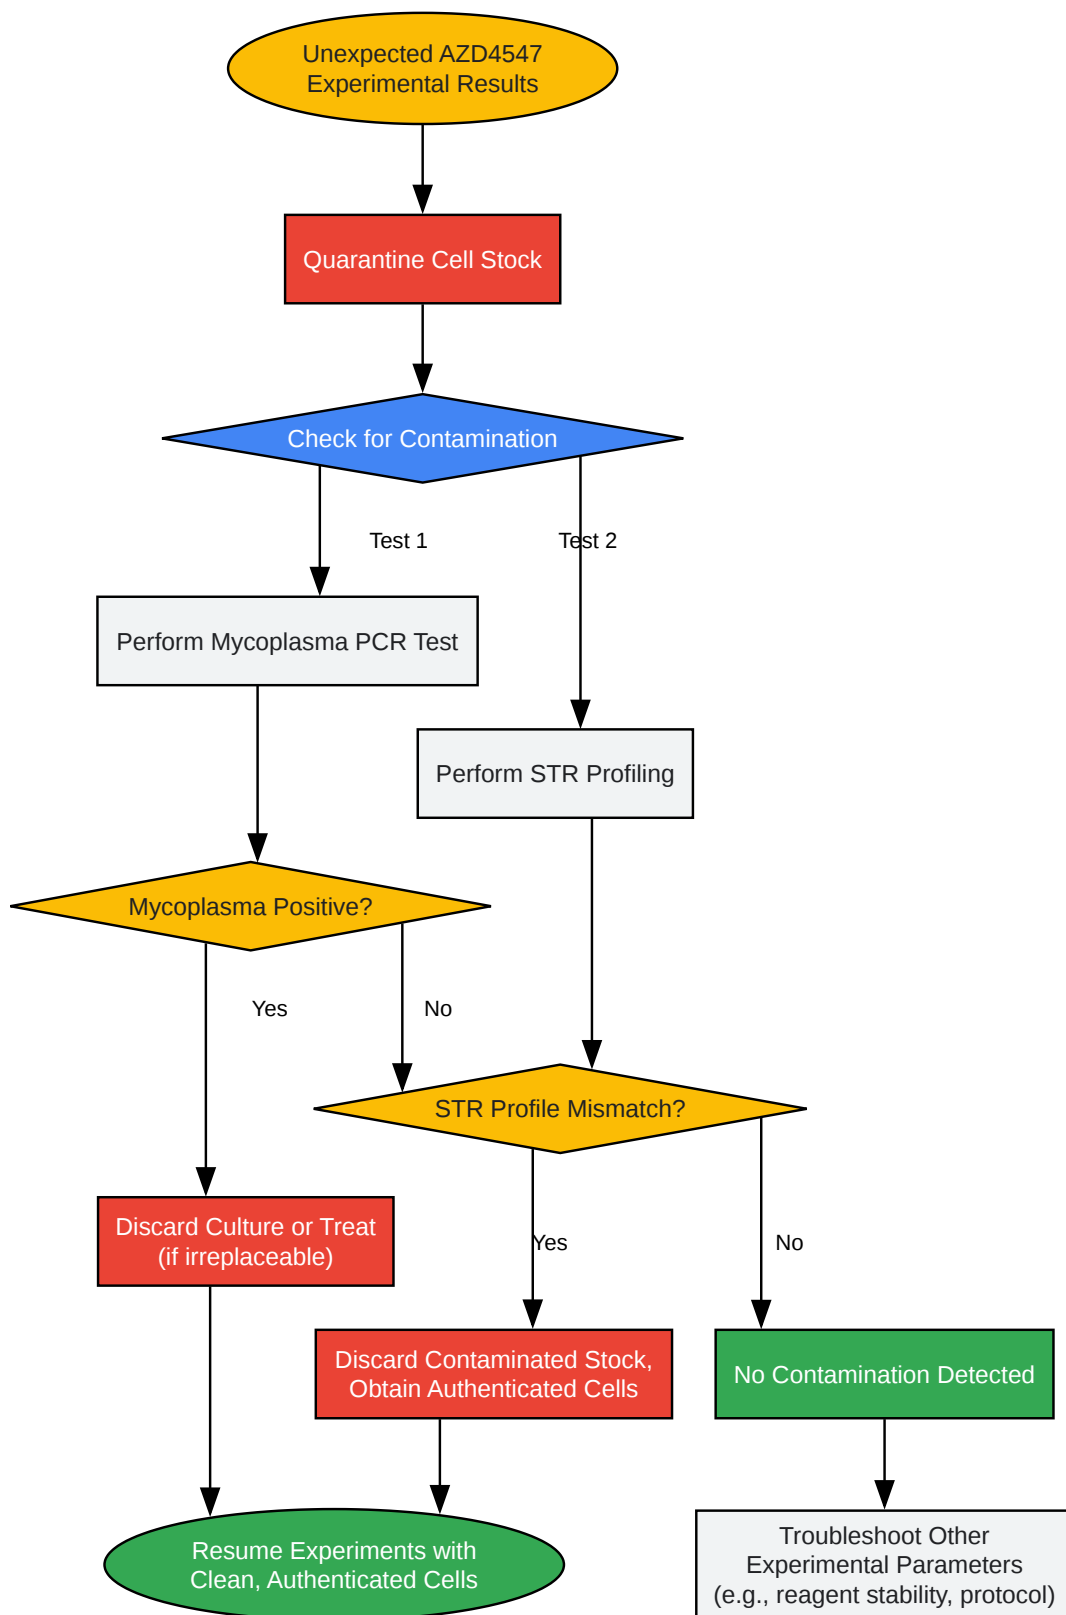 Unexpected AZD4547
Experimental Results
Quarantine Cell Stock
Check for Contamination
Test 1
Test 2
Perform Mycoplasma PCR Test
Perform STR Profiling
Mycoplasma Positive?
Yes
No
STR Profile Mismatch?
Discard Culture or Treat
(if irreplaceable)
Yes
No
Discard Contaminated Stock,
Obtain Authenticated Cells
No Contamination Detected
Resume Experiments with
Clean, Authenticated Cells
Troubleshoot Other
Experimental Parameters
(e.g., reagent stability, protocol)